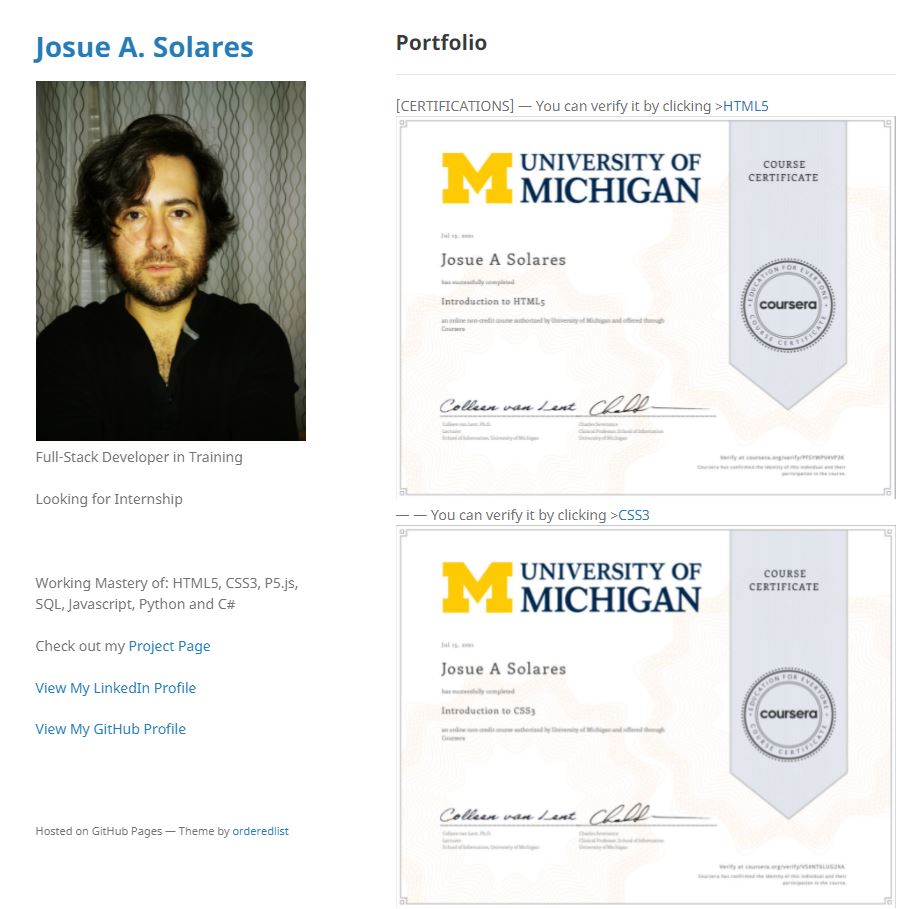 Josue A. Solares
Full-Stack Developer in Training
Looking for Internship
Working Mastery of: HTML5, CSS3, P5.js,
SQL, Javascript, Python and C#
Check out my Project Page
View My LinkedIn Profile
View My GitHub Profile
Hosted on GitHub Pages — Theme by orderedlist
Portfolio
[CERTIFICATIONS] — You can verify it by clicking >HTML5
M UNIVERSITY OF
MICHIGAN
COURSE
CERTIFICATE
Jul 15, 2021
Josue A Solares
has successfully completed
Introduction to HTML5
an online non-credit course authorized by University of Michigan and offered through
Coursera
EDUCATION FOR EVERYONE
coursera
COURSE CERTIFICATE
Colleen van Lent
Colleen van Lent, Ph.D.
Lecturer
School of Information, University of Michigan
Charles Severance
Clinical Professor, School of Information
University of Michigan
Verify at coursera.org/verify/
Coursera has confirmed the identity of this individual and their
participation in the course.
— — You can verify it by clicking >CSS3
M UNIVERSITY OF
MICHIGAN
COURSE
CERTIFICATE
Jul 15, 2021
Josue A Solares
has successfully completed
Introduction to CSS3
an online non-credit course authorized by University of Michigan and offered through
Coursera
EDUCATION FOR EVERYONE
coursera
COURSE CERTIFICATE
Colleen van Lent
Colleen van Lent, Ph.D.
Lecturer
School of Information, University of Michigan
Charles Severance
Clinical Professor, School of Information
University of Michigan
Verify at coursera.org/verify/
Coursera has confirmed the identity of this individual and their
participation in the course.